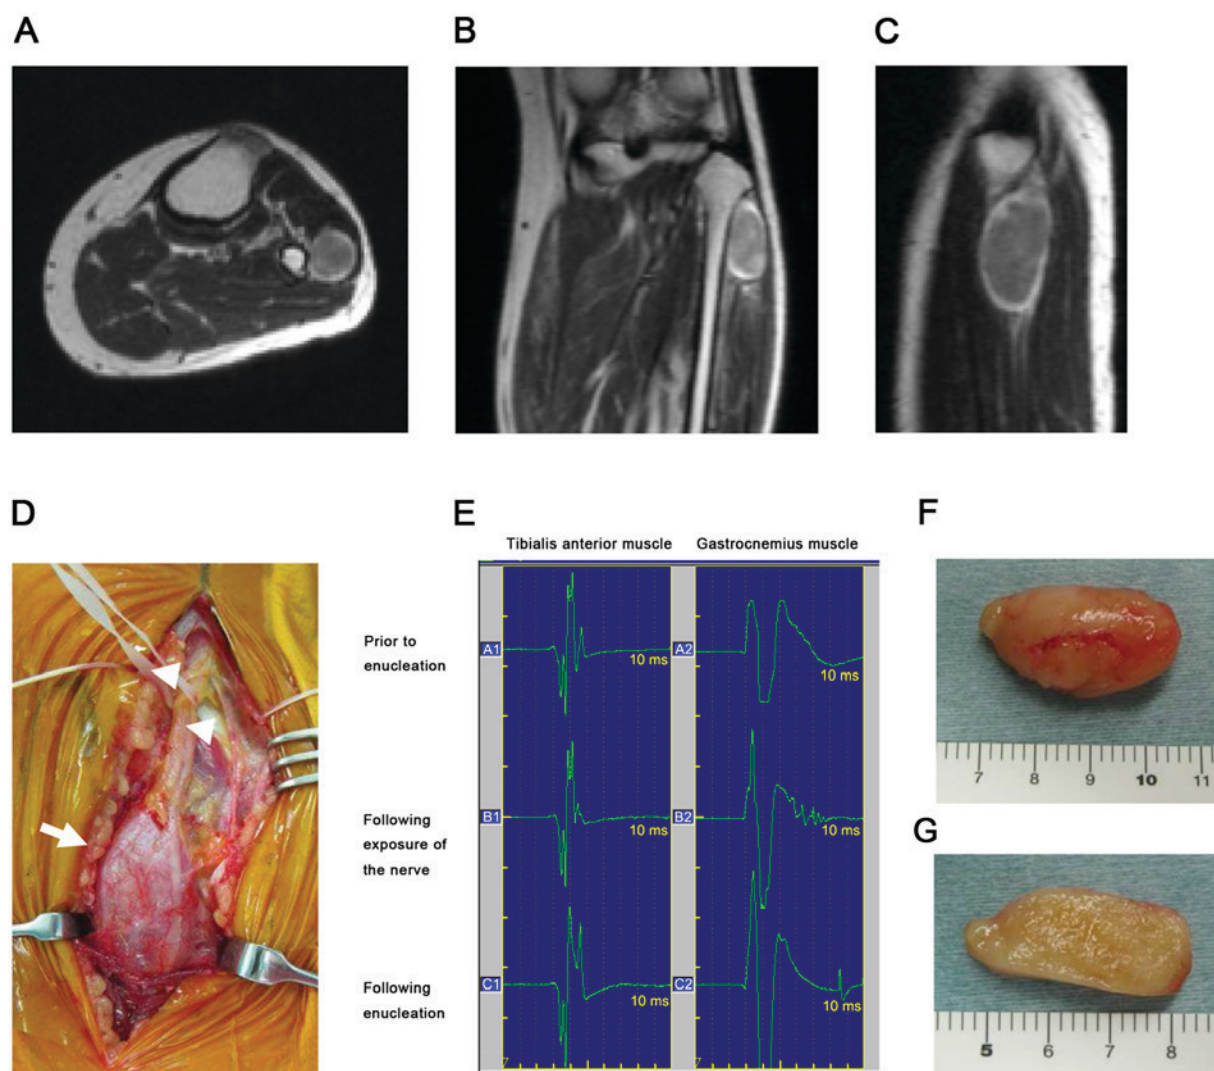 A
B
C
D
E
F
G
Tibialis anterior muscle
Gastrocnemius muscle
Prior to
enucleation
A1
10 ms
A2
10 ms
Following
exposure of
the nerve
B1
10 ms
B2
10 ms
Following
enucleation
C1
10 ms
C2
10 ms
7
7
7 8 9 10 11
5 6 7 8